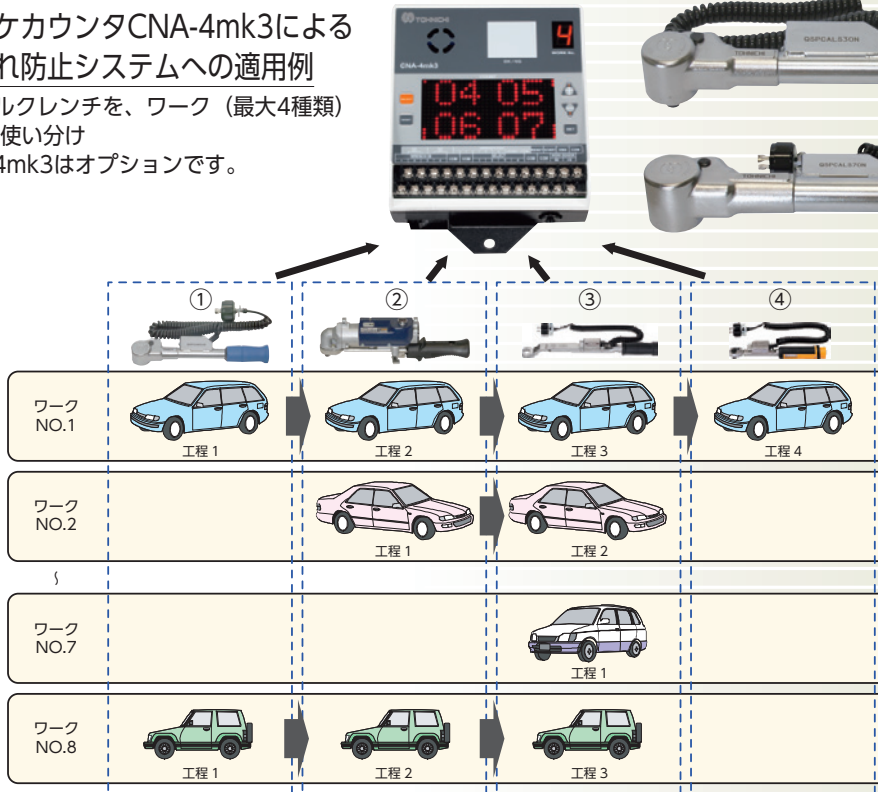 ケカウンタCNA-4mk3による
れ防止システムへの適用例
ルクレンチを、ワーク（最大4種類）
使い分け
4mk3はオプションです。
TOHNICHI
CNA-4mk3
4
04 05
06 07
QSPCAL530N
TOHNICHI
QSPCAL570N
① ② ③ ④
ワーク
NO.1
工程 1 工程 2 工程 3 工程 4
ワーク
NO.2
工程 1 工程 2
〜
ワーク
NO.7
工程 1
ワーク
NO.8
工程 1 工程 2 工程 3